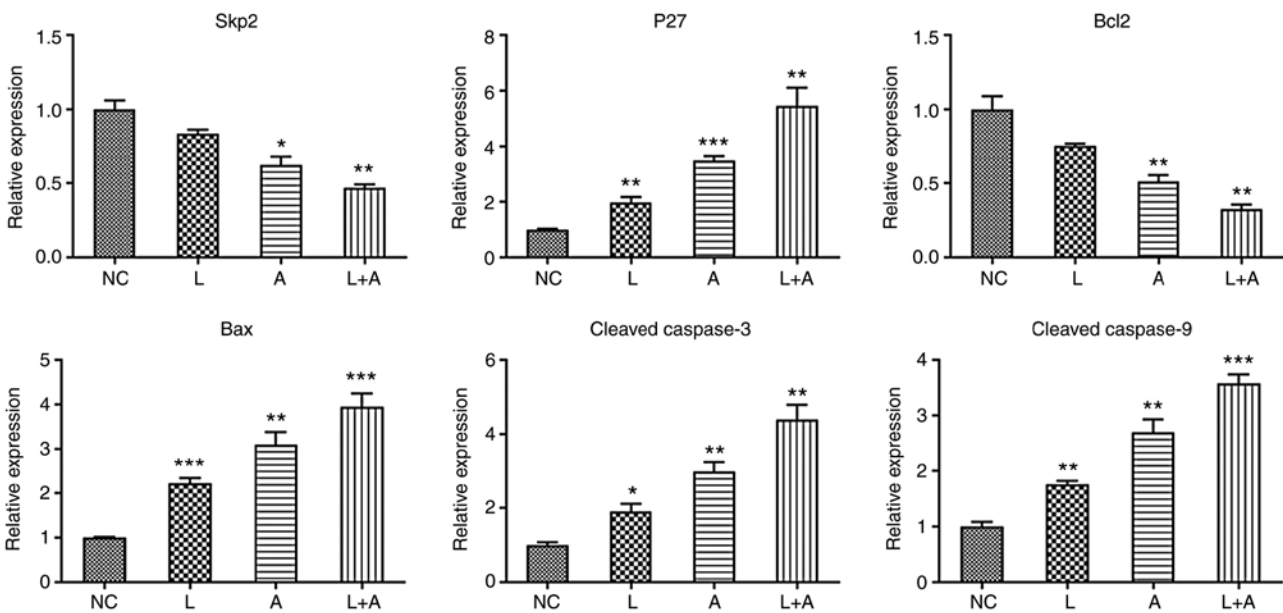 Skp2
Relative expression
1.5
1.0
0.5
0.0
*
**
NC L A L+A
P27
Relative expression
8
6
4
2
0
**
***
**
NC L A L+A
Bcl2
Relative expression
1.5
1.0
0.5
0.0
**
**
NC L A L+A
Bax
Relative expression
5
4
3
2
1
0
***
**
***
NC L A L+A
Cleaved caspase-3
Relative expression
6
4
2
0
*
**
**
NC L A L+A
Cleaved caspase-9
Relative expression
4
3
2
1
0
**
**
***
NC L A L+A